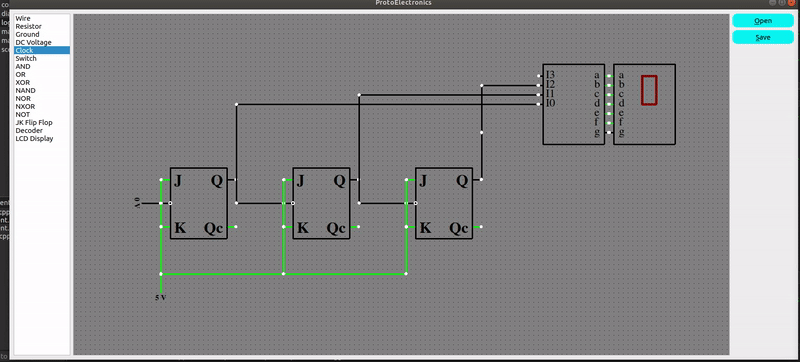 ProtoElectronics
Wire
Resistor
Ground
DC Voltage
Clock
Switch
AND
OR
XOR
NAND
NOR
NXOR
NOT
JK Flip Flop
Decoder
LCD Display
Open
Save
I3 a a
I2 b b
I1 c c
I0 d d
e e
f f
g g
J Q J Q J Q
0 V
K Qc K Qc K Qc
5 V